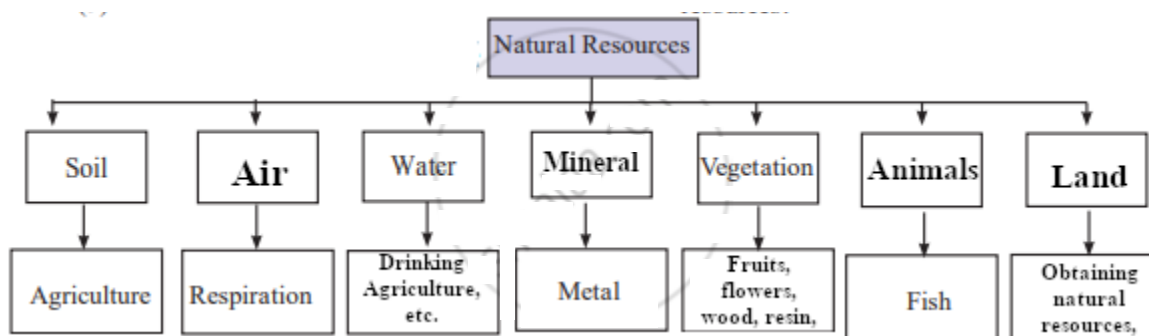 Natural Resources
Soil
Air
Water
Mineral
Vegetation
Animals
Land
Agriculture
Respiration
Drinking
Agriculture,
etc.
Metal
Fruits,
flowers,
wood, resin,
Fish
Obtaining
natural
resources,